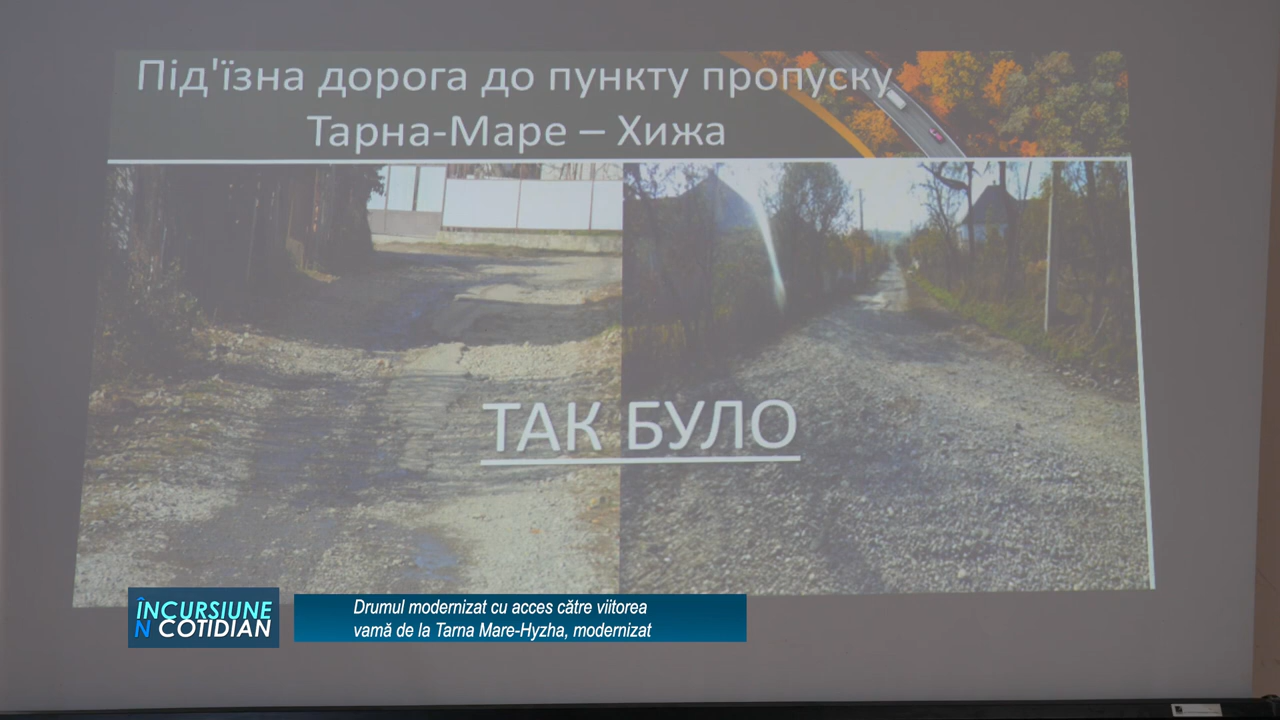 Під'їзна дорога до пункту пропуску
Тарна-Маре – Хижа
ТАК БУЛО
ÎNCURSIUNE
N COTIDIAN
Drumul modernizat cu acces către viitorea
vamă de la Tarna Mare-Hyzha, modernizat